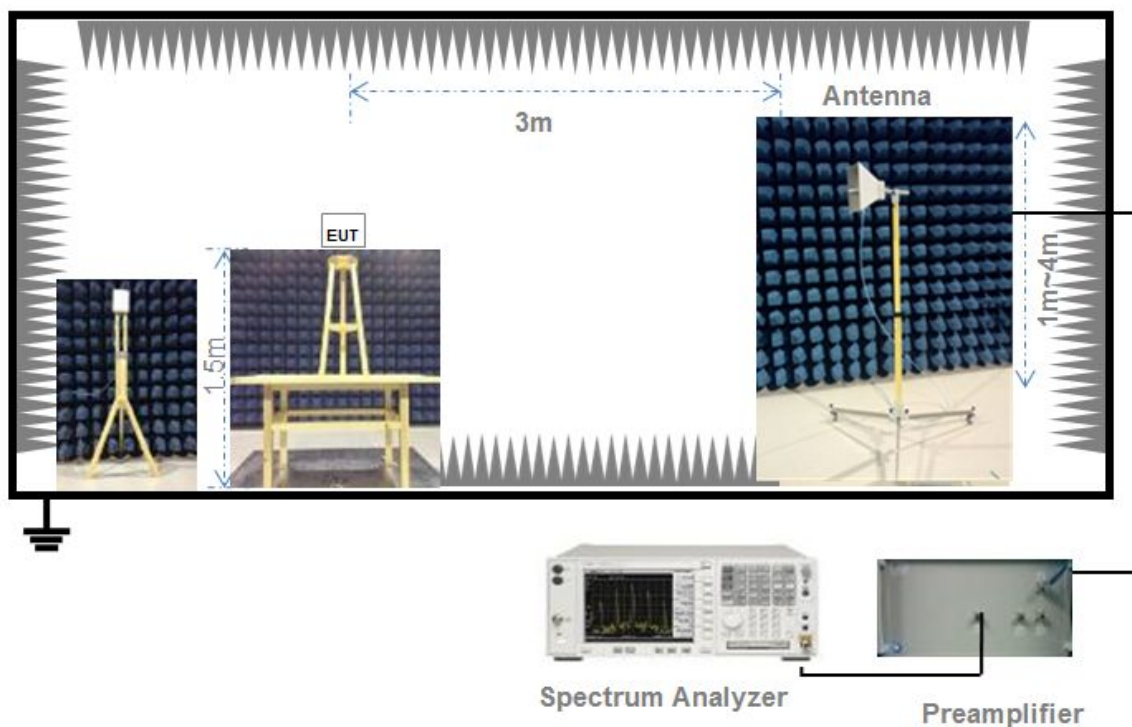 Antenna
3m
EUT
1.5m
1m~4m
Spectrum Analyzer
Preamplifier